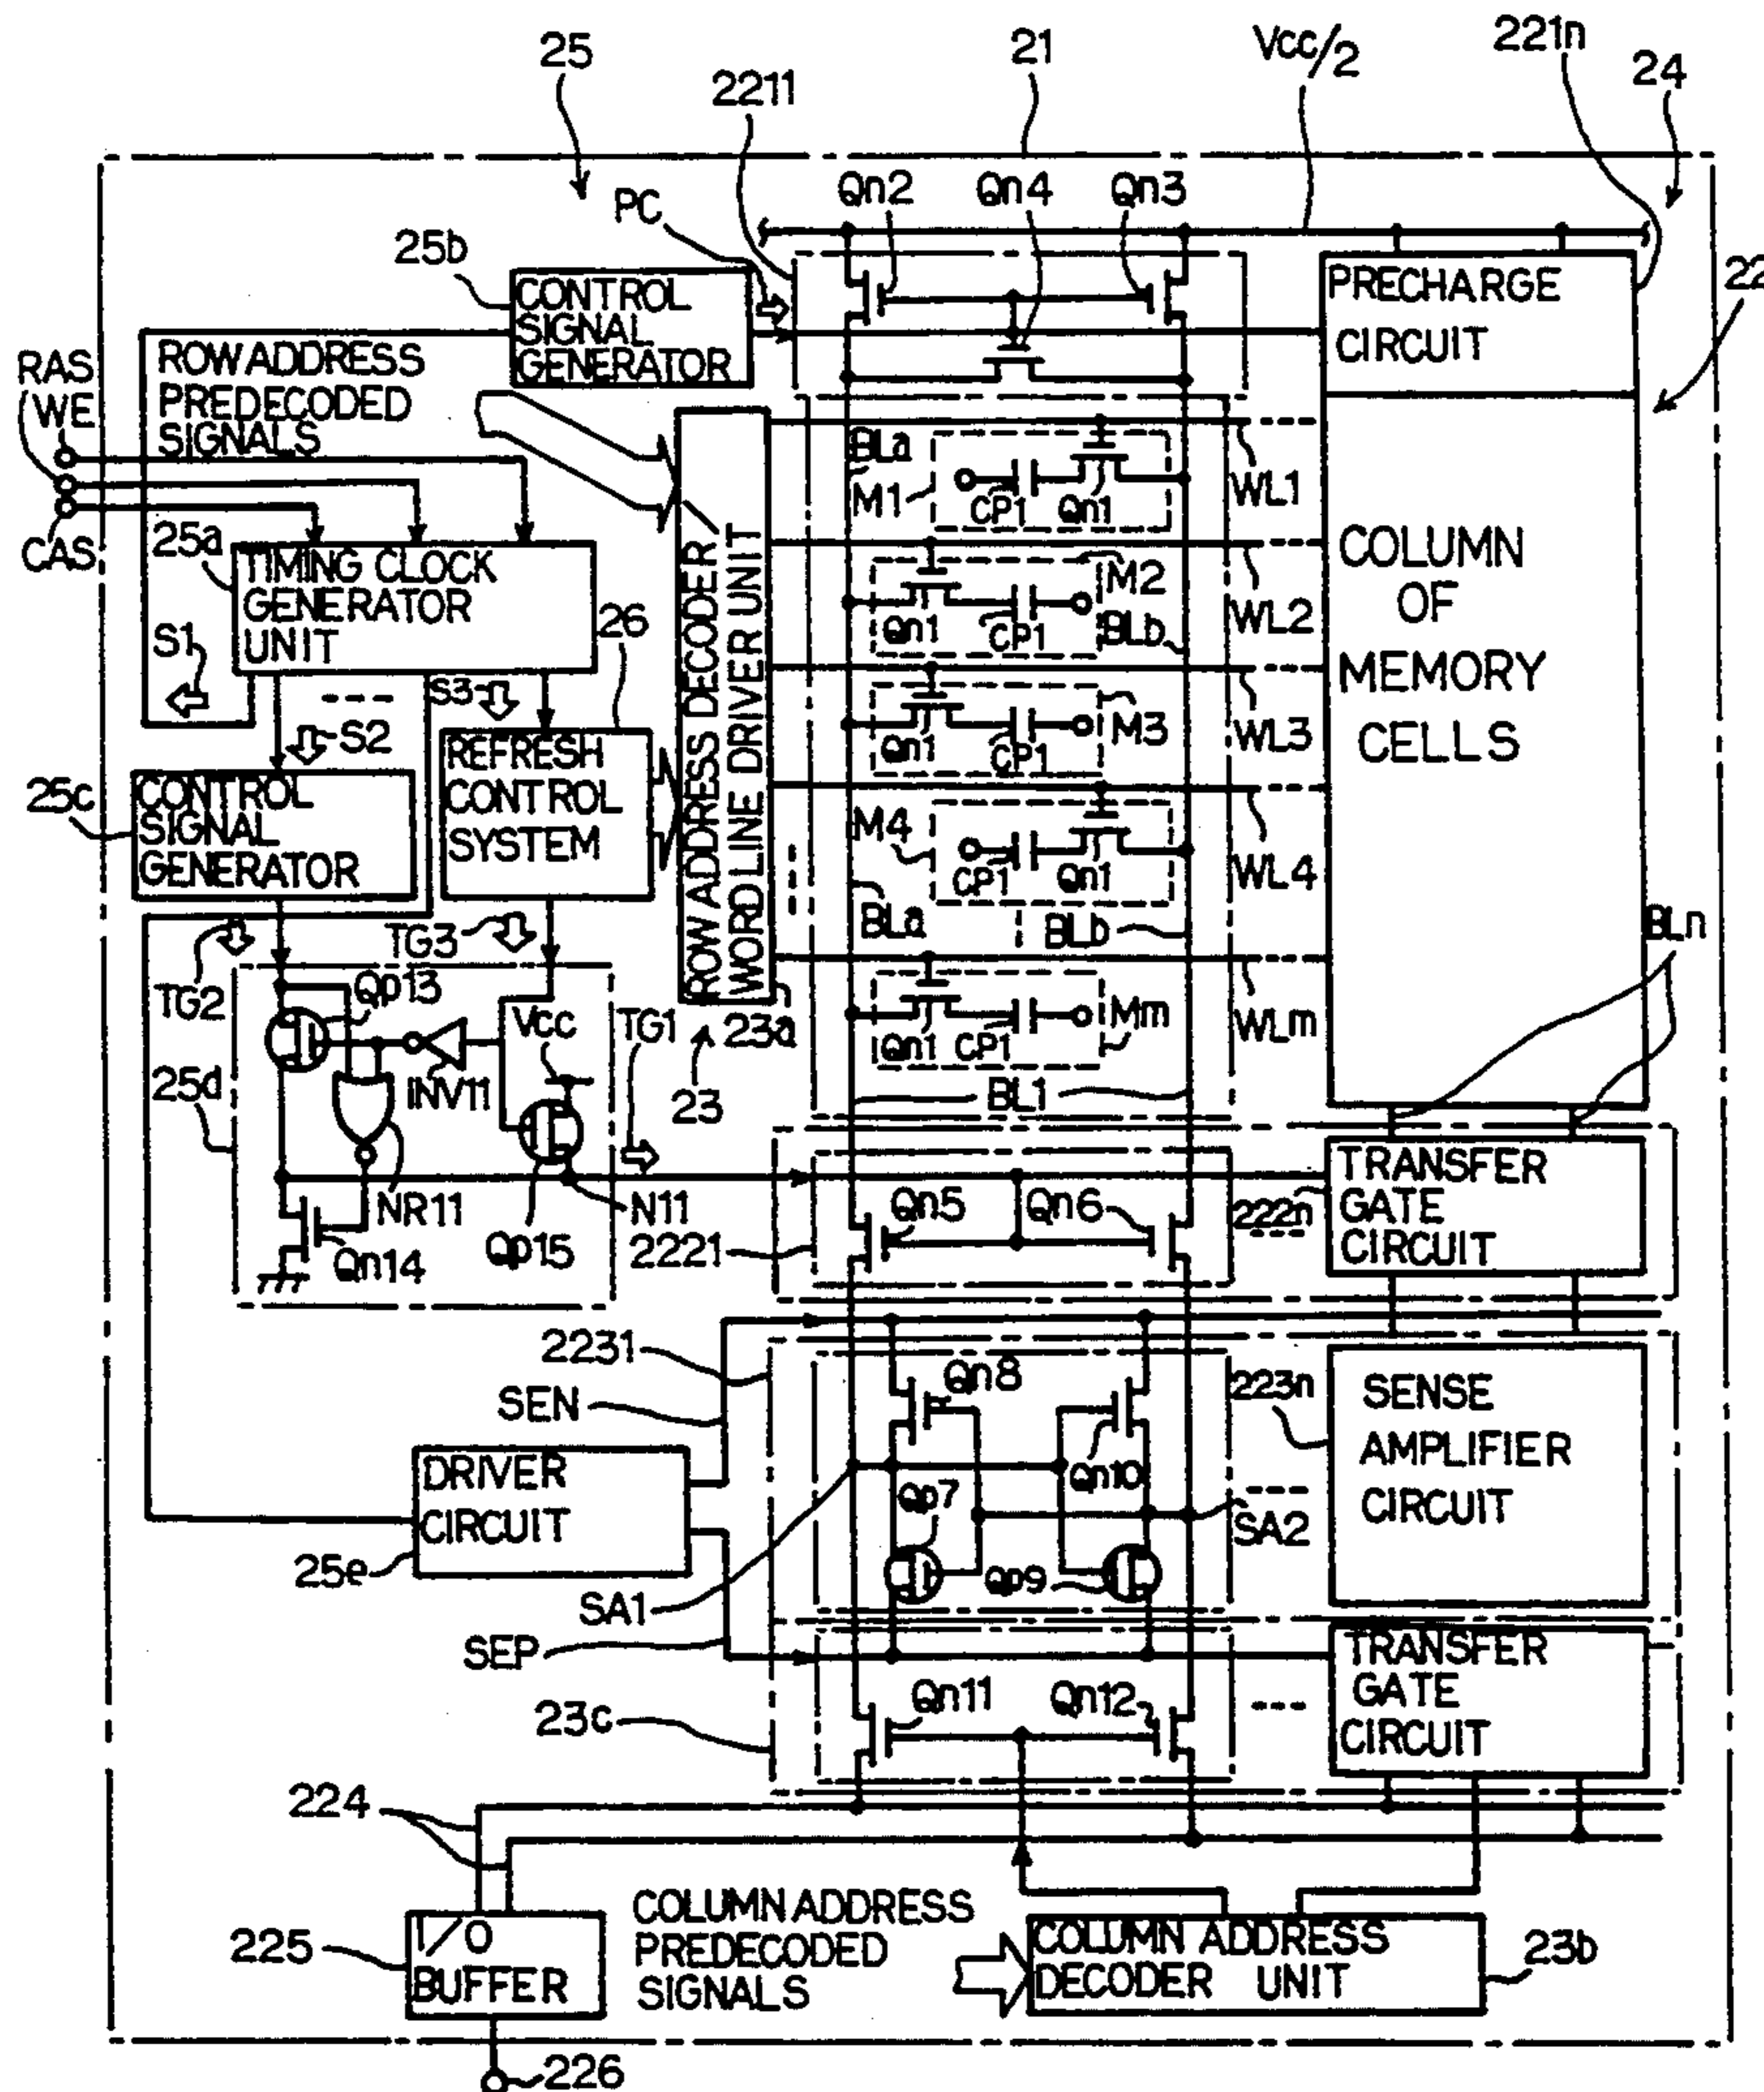 25
21
Vcc/2
221n
24
2211
PC
Qn2
Qn4
Qn3
25b
CONTROL
SIGNAL
GENERATOR
PRECHARGE
CIRCUIT
22
RAS
WE
CAS
ROW ADDRESS
PREDECODED
SIGNALS
BLa
M1
CP1
Qn1
WL1
25a
TIMING CLOCK
GENERATOR
UNIT
ROW ADDRESS DECODER /
WORD LINE DRIVER UNIT
COLUMN
OF
MEMORY
CELLS
M2
Qn1
CP1
BLb
WL2
26
S1
S2
S3
M3
Qn1
CP1
WL3
REFRESH
CONTROL
SYSTEM
25c
CONTROL
SIGNAL
GENERATOR
M4
CP1
Qn1
WL4
BLa
BLb
BLn
TG2
TG3
Qp13
Vcc
TG1
23a
23
Qn1
CP1
Mm
WLm
25d
INV11
BL1
NR11
Qn14
Qp15
N11
2221
Qn5
Qn6
222n
TRANSFER
GATE
CIRCUIT
2231
SEN
Qn8
Qn10
Qp7
Qp9
SA2
223n
SENSE
AMPLIFIER
CIRCUIT
DRIVER
CIRCUIT
25e
SA1
SEP
23c
Qn11
Qn12
TRANSFER
GATE
CIRCUIT
224
225
I/O
BUFFER
COLUMN ADDRESS
PREDECODED
SIGNALS
COLUMN ADDRESS
DECODER UNIT
23b
226